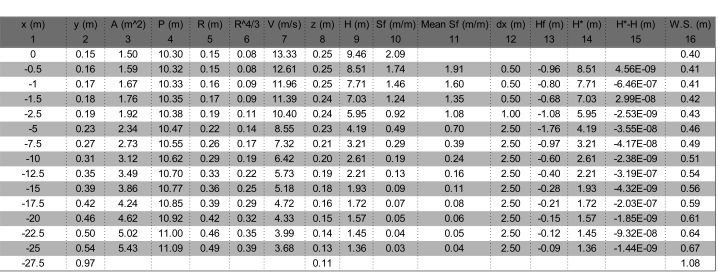 x (m) y (m) A (m^2) P (m) R (m) R^4/3 V (m/s) z (m) H (m) Sf (m/m) Mean Sf (m/m) dx (m) Hf (m) H* (m) H*-H (m) W.S. (m)
1 2 3 4 5 6 7 8 9 10 11 12 13 14 15 16
0 0.15 1.50 10.30 0.15 0.08 13.33 0.25 9.46 2.09 0.40
-0.5 0.16 1.59 10.32 0.15 0.08 12.61 0.25 8.51 1.74 1.91 0.50 -0.96 8.51 4.56E-09 0.41
-1 0.17 1.67 10.33 0.16 0.09 11.96 0.25 7.71 1.46 1.60 0.50 -0.80 7.71 -6.46E-07 0.41
-1.5 0.18 1.76 10.35 0.17 0.09 11.39 0.24 7.03 1.24 1.35 0.50 -0.68 7.03 2.99E-08 0.42
-2.5 0.19 1.92 10.38 0.19 0.11 10.40 0.24 5.95 0.92 1.08 1.00 -1.08 5.95 -2.53E-09 0.43
-5 0.23 2.34 10.47 0.22 0.14 8.55 0.23 4.19 0.49 0.70 2.50 -1.76 4.19 -3.55E-08 0.46
-7.5 0.27 2.73 10.55 0.26 0.17 7.32 0.21 3.21 0.29 0.39 2.50 -0.97 3.21 -4.17E-08 0.49
-10 0.31 3.12 10.62 0.29 0.19 6.42 0.20 2.61 0.19 0.24 2.50 -0.60 2.61 -2.38E-09 0.51
-12.5 0.35 3.49 10.70 0.33 0.22 5.73 0.19 2.21 0.13 0.16 2.50 -0.40 2.21 -3.19E-07 0.54
-15 0.39 3.86 10.77 0.36 0.25 5.18 0.18 1.93 0.09 0.11 2.50 -0.28 1.93 -4.32E-09 0.56
-17.5 0.42 4.24 10.85 0.39 0.29 4.72 0.16 1.72 0.07 0.08 2.50 -0.21 1.72 -2.03E-07 0.59
-20 0.46 4.62 10.92 0.42 0.32 4.33 0.15 1.57 0.05 0.06 2.50 -0.15 1.57 -1.85E-09 0.61
-22.5 0.50 5.02 11.00 0.46 0.35 3.99 0.14 1.45 0.04 0.05 2.50 -0.12 1.45 -9.32E-08 0.64
-25 0.54 5.43 11.09 0.49 0.39 3.68 0.13 1.36 0.03 0.04 2.50 -0.09 1.36 -1.44E-09 0.67
-27.5 0.97 0.11 1.08